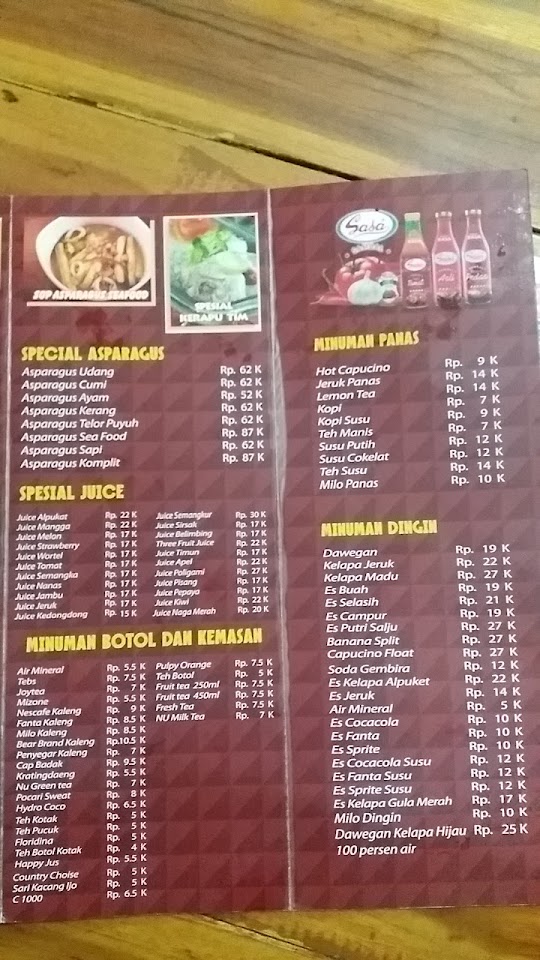 SOP ASPARAGUS SEAFOOD
SPESIAL
KERAPU TIM
SPECIAL ASPARAGUS
Asparagus Udang Rp. 62 K
Asparagus Cumi Rp. 62 K
Asparagus Ayam Rp. 52 K
Asparagus Kerang Rp. 62 K
Asparagus Telor Puyuh Rp. 62 K
Asparagus Sea Food Rp. 87 K
Asparagus Sapi Rp. 62 K
Asparagus Komplit Rp. 87 K
SPESIAL JUICE
Juice Alpukat Rp. 22 K
Juice Mangga Rp. 22 K
Juice Melon Rp. 17 K
Juice Strawberry Rp. 17 K
Juice Wortel Rp. 17 K
Juice Tomat Rp. 17 K
Juice Semangka Rp. 17 K
Juice Nanas Rp. 17 K
Juice Jambu Rp. 17 K
Juice Jeruk Rp. 17 K
Juice Kedongdong Rp. 15 K
Juice Semangkur Rp. 30 K
Juice Sirsak Rp. 17 K
Juice Belimbing Rp. 17 K
Three Fruit Juice Rp. 22 K
Juice Timun Rp. 17 K
Juice Apel Rp. 22 K
Juice Paligami Rp. 27 K
Juice Pisang Rp. 17 K
Juice Pepaya Rp. 17 K
Juice Kiwi Rp. 22 K
Juice Naga Merah Rp. 20 K
MINUMAN BOTOL DAN KEMASAN
Air Mineral Rp. 5.5 K
Tebs Rp. 7.5 K
Joytea Rp. 7 K
Mizone Rp. 5.5 K
Nescafe Kaleng Rp. 9 K
Fanta Kaleng Rp. 8.5 K
Milo Kaleng Rp. 8.5 K
Bear Brand Kaleng Rp.10.5 K
Penyegar Kaleng Rp. 7 K
Cap Badak Rp. 9.5 K
Kratingdaeng Rp. 5.5 K
Nu Green tea Rp. 7 K
Pocari Sweat Rp. 8 K
Hydro Coco Rp. 6.5 K
Teh Kotak Rp. 5 K
Teh Pucuk Rp. 5 K
Floridina Rp. 5 K
Teh Botol Kotak Rp. 4 K
Happy Jus Rp. 5.5 K
Country Choise Rp. 5 K
Sari Kacang Ijo Rp. 5 K
C 1000 Rp. 6.5 K
Pulpy Orange Rp. 7.5 K
Teh Botol Rp. 5 K
Fruit tea 250ml Rp. 5 K
Fruit tea 450ml Rp. 7.5 K
Fresh Tea Rp. 7.5 K
NU Milk Tea Rp. 7 K
Sasa
MINUMAN PANAS
Hot Capucino Rp. 9 K
Jeruk Panas Rp. 14 K
Lemon Tea Rp. 14 K
Kopi Rp. 7 K
Kopi Susu Rp. 9 K
Teh Manis Rp. 7 K
Susu Putih Rp. 12 K
Susu Cokelat Rp. 12 K
Teh Susu Rp. 14 K
Milo Panas Rp. 10 K
MINUMAN DINGIN
Dawegan Rp. 19 K
Kelapa Jeruk Rp. 22 K
Kelapa Madu Rp. 27 K
Es Buah Rp. 19 K
Es Selasih Rp. 21 K
Es Campur Rp. 19 K
Es Putri Salju Rp. 27 K
Banana Split Rp. 27 K
Capucino Float Rp. 27 K
Soda Gembira Rp. 12 K
Es Kelapa Alpuket Rp. 22 K
Es Jeruk Rp. 14 K
Air Mineral Rp. 5 K
Es Cocacola Rp. 10 K
Es Fanta Rp. 10 K
Es Sprite Rp. 10 K
Es Cocacola Susu Rp. 12 K
Es Fanta Susu Rp. 12 K
Es Sprite Susu Rp. 12 K
Es Kelapa Gula Merah Rp. 17 K
Milo Dingin Rp. 10 K
Dawegan Kelapa Hijau Rp. 25 K
100 persen air